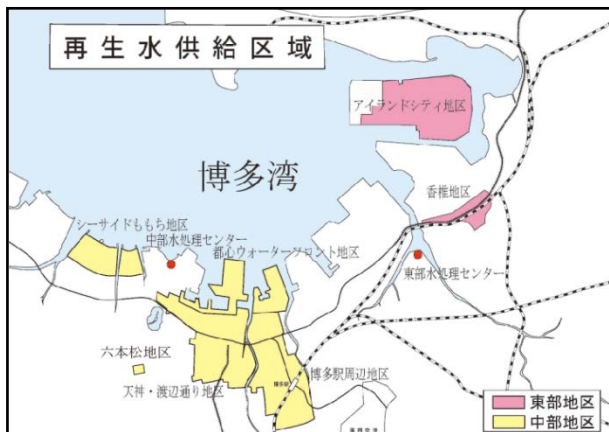 再生水供給区域
アイランドシティ地区
博多湾
香椎地区
シーサイドももち地区
中部水処理センター
都心ウォーターフロント地区
東部水処理センター
六本松地区
博多駅周辺地区
天神・渡辺通り地区
博多駅
東部地区
中部地区